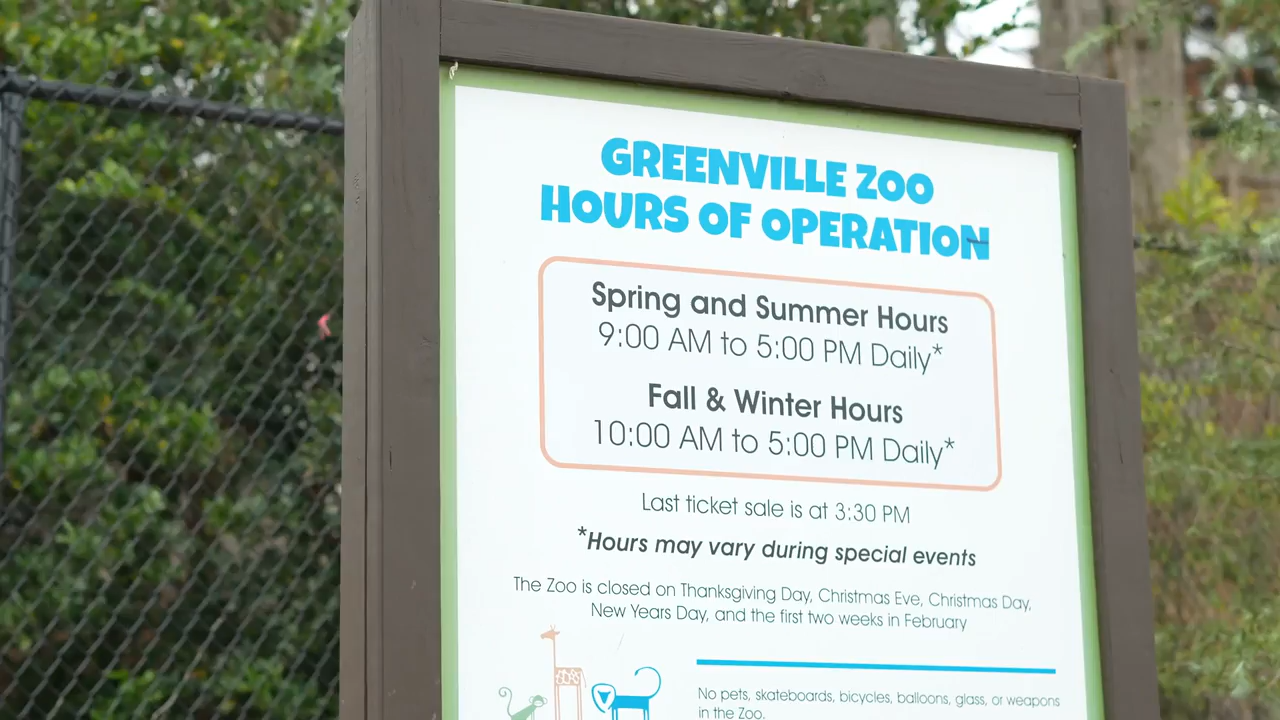 GREENVILLE ZOO
HOURS OF OPERATION
Spring and Summer Hours
9:00 AM to 5:00 PM Daily*
Fall & Winter Hours
10:00 AM to 5:00 PM Daily*
Last ticket sale is at 3:30 PM
*Hours may vary during special events
The Zoo is closed on Thanksgiving Day, Christmas Eve, Christmas Day,
New Years Day, and the first two weeks in February
No pets, skateboards, bicycles, balloons, glass, or weapons
in the Zoo.